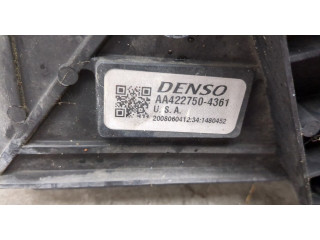 DENSO
AA422750-4361
U. S. A.
2008060412:34:1480452